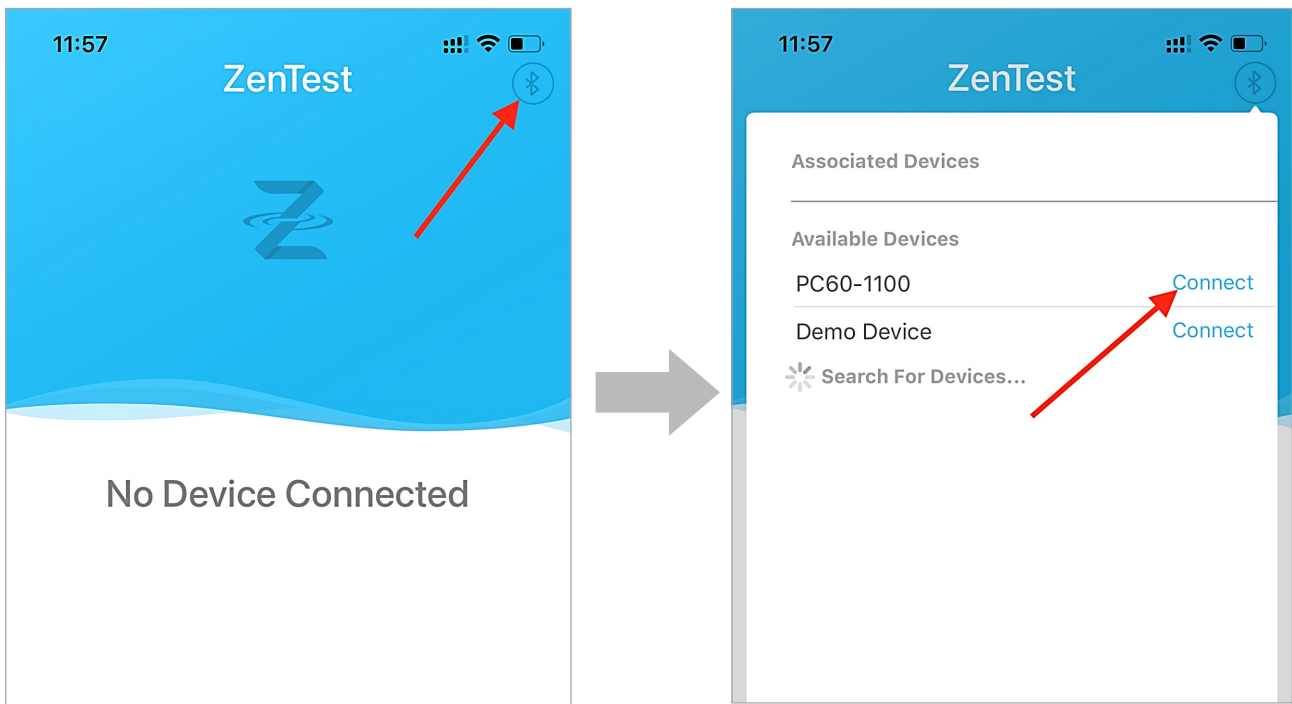 11:57
ZenTest
No Device Connected
11:57
ZenTest
Associated Devices
Available Devices
PC60-1100 Connect
Demo Device Connect
Search For Devices...